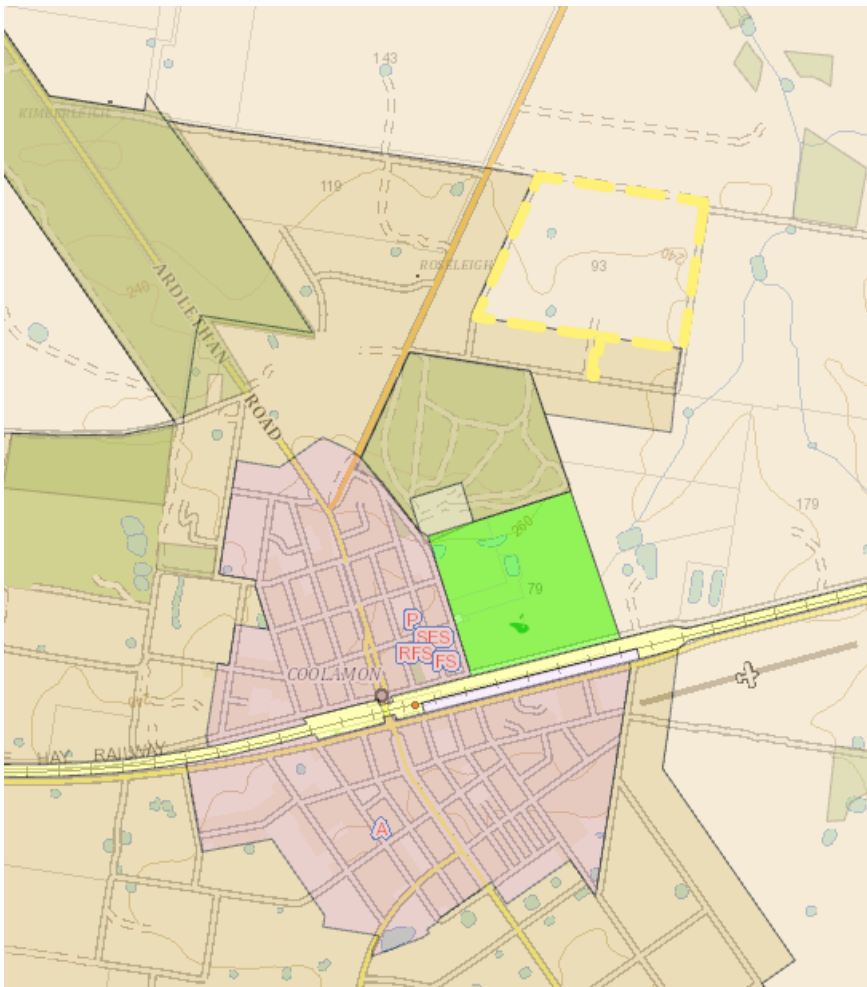 143
KIMBERLEIGH
119
ROSELEIGH
93
240
240
ARDLETHAN ROAD
179
260
79
P
SES
RFS
FS
COOLAMON
HAY RAILWAY
A